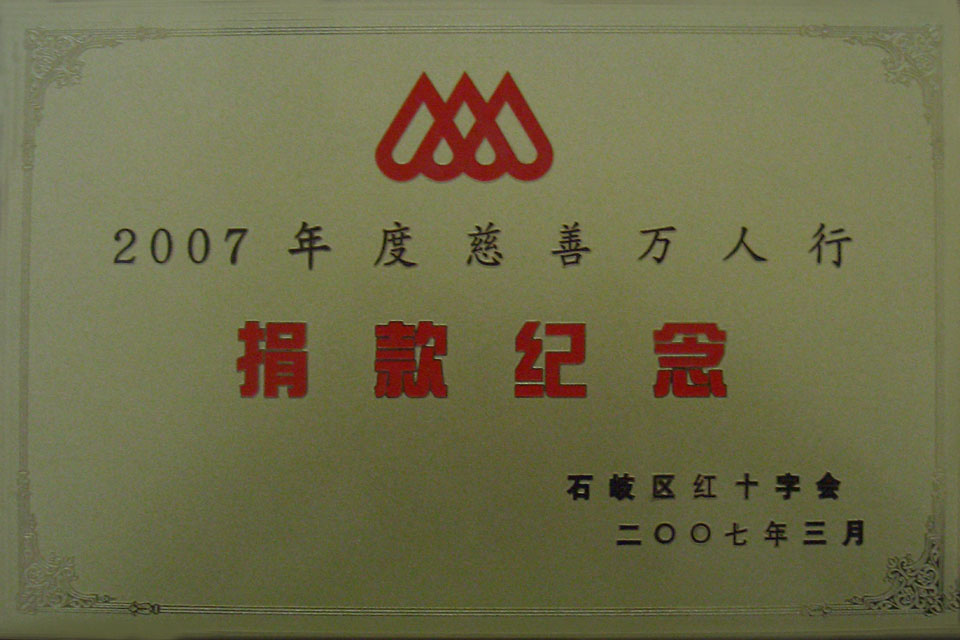 2007年度慈善万人行
捐款纪念
石岐区红十字会
二〇〇七年三月